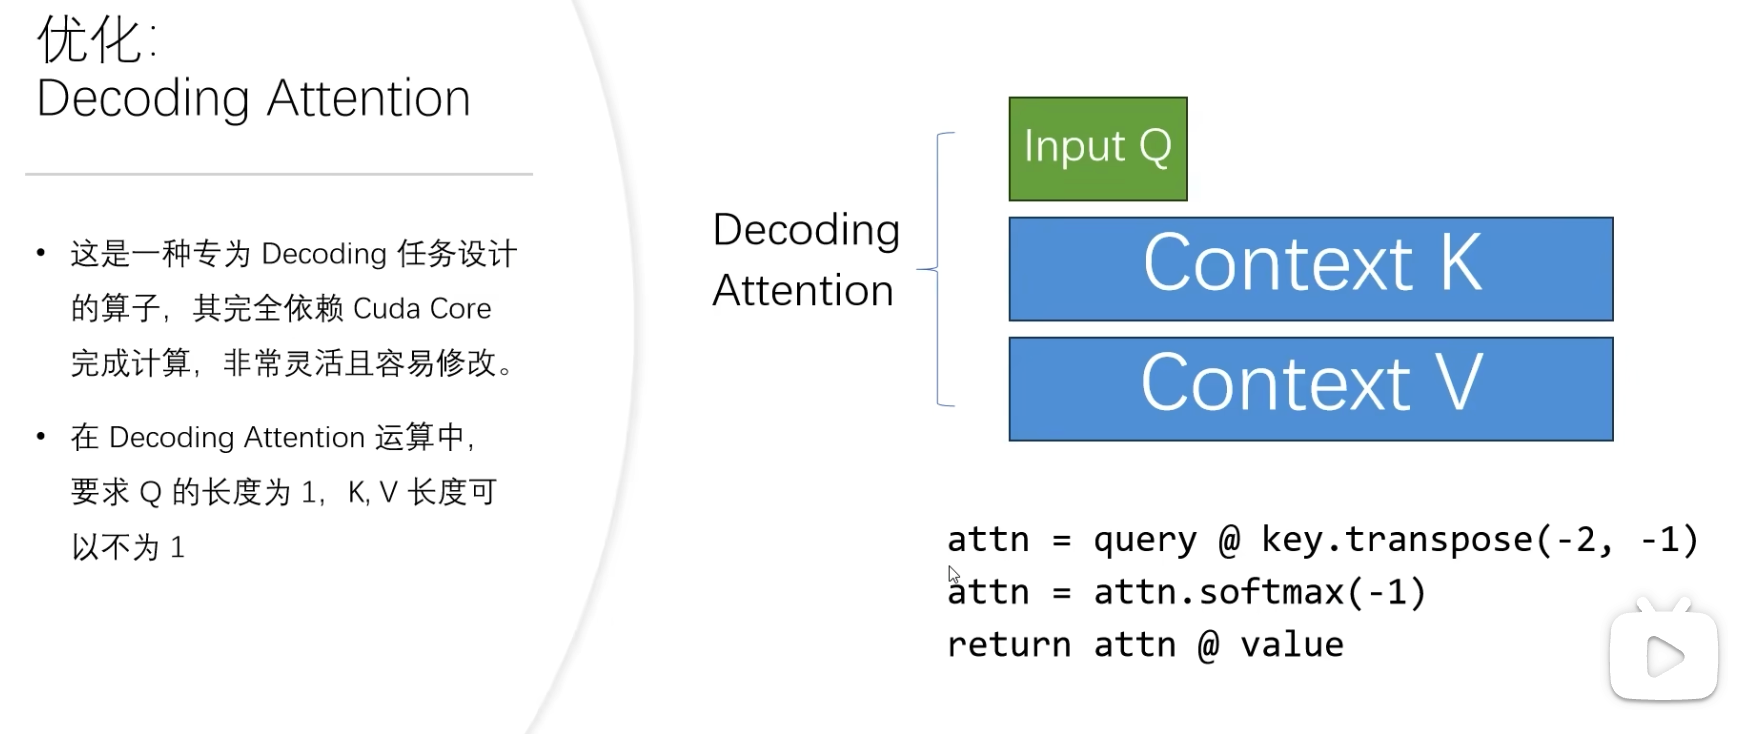 优化:
Decoding Attention
• 这是一种专为 Decoding 任务设计
的算子，其完全依赖 Cuda Core
完成计算，非常灵活且容易修改。
• 在 Decoding Attention 运算中，
要求 Q 的长度为 1，K, V 长度可
以不为 1
Decoding
Attention
Input Q
Context K
Context V
attn = query @ key.transpose(-2, -1)
attn = attn.softmax(-1)
return attn @ value